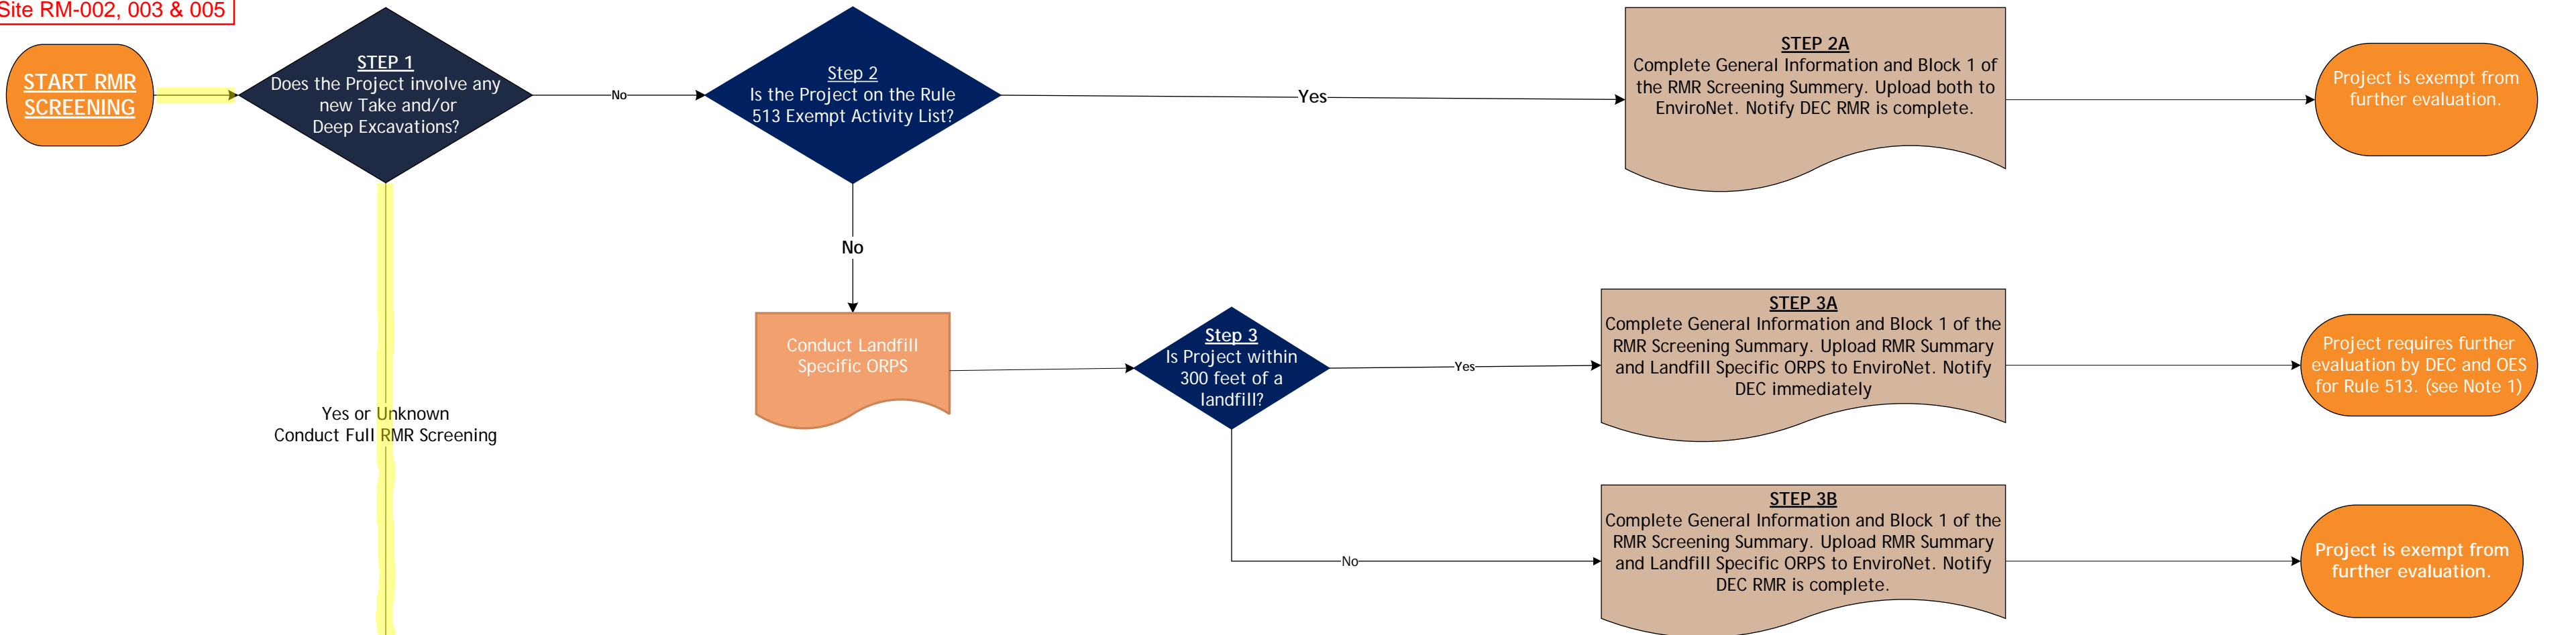 Site RM-002, 003 & 005
START RMR
SCREENING
STEP 1
Does the Project involve any
new Take and/or
Deep Excavations?
No
Step 2
Is the Project on the Rule
513 Exempt Activity List?
Yes
STEP 2A
Complete General Information and Block 1 of
the RMR Screening Summery. Upload both to
EnviroNet. Notify DEC RMR is complete.
Project is exempt from
further evaluation.
No
Conduct Landfill
Specific ORPS
Step 3
Is Project within
300 feet of a
landfill?
Yes
STEP 3A
Complete General Information and Block 1 of the
RMR Screening Summary. Upload RMR Summary
and Landfill Specific ORPS to EnviroNet. Notify
DEC immediately
Project requires further
evaluation by DEC and OES
for Rule 513. (see Note 1)
Yes or Unknown
Conduct Full RMR Screening
No
STEP 3B
Complete General Information and Block 1 of the
RMR Screening Summary. Upload RMR Summary
and Landfill Specific ORPS to EnviroNet. Notify
DEC RMR is complete.
Project is exempt from
further evaluation.